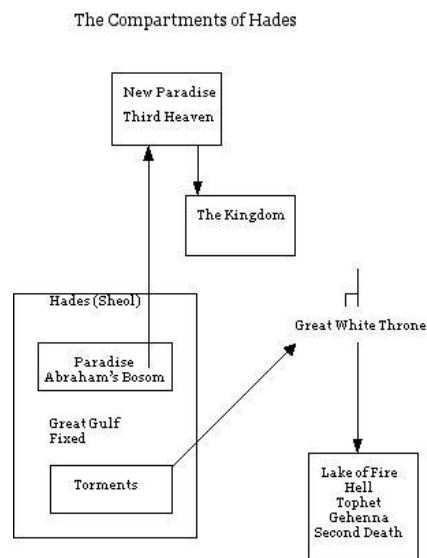 The Compartments of Hades
New Paradise
Third Heaven
The Kingdom
Hades (Sheol)
Paradise
Abraham's Bosom
Great Gulf
Fixed
Torments
Great White Throne
Lake of Fire
Hell
Tophet
Gehenna
Second Death